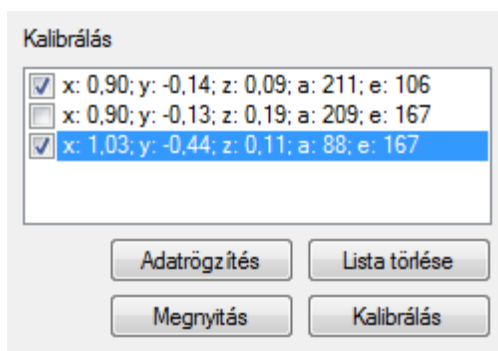 Kalibrálás
x: 0,90; y: -0,14; z: 0,09; a: 211; e: 106
x: 0,90; y: -0,13; z: 0,19; a: 209; e: 167
x: 1,03; y: -0,44; z: 0,11; a: 88; e: 167
Adatrögzítés Lista törlése
Megnyitás Kalibrálás